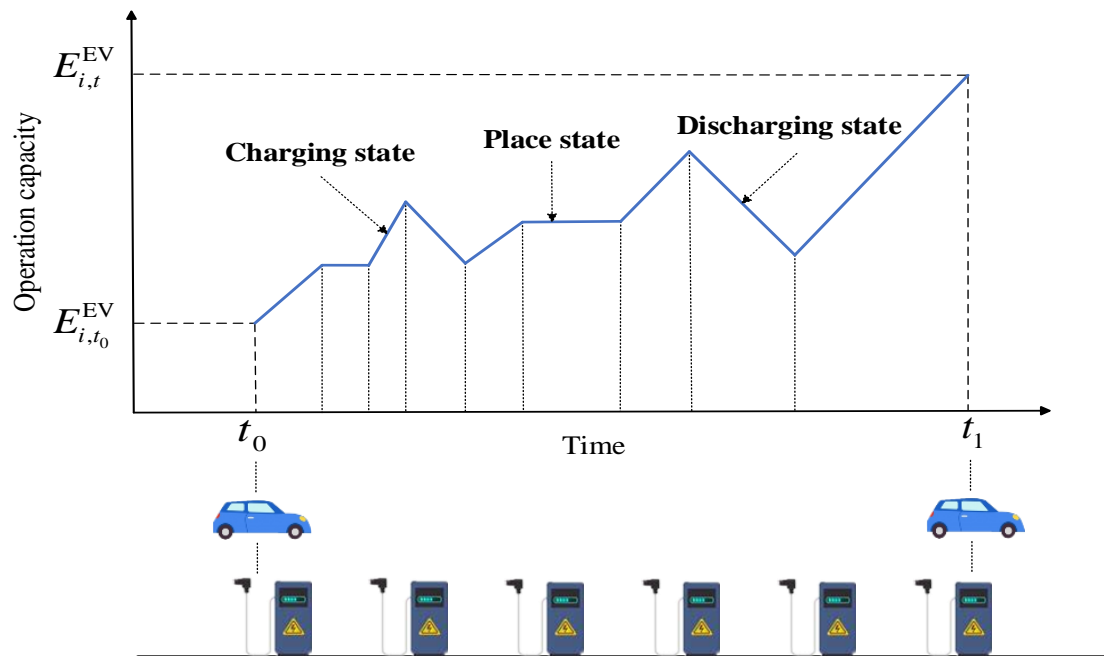 E_{i,t}^{EV}
Discharging state
Place state
Charging state
Operation capacity
E_{i,t_0}^{EV}
t_0
Time
t_1